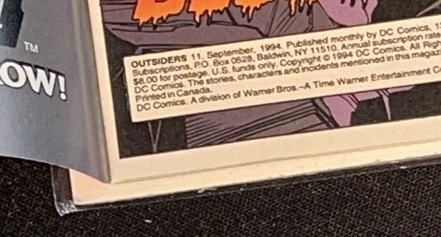 TM
OW!
OUTSIDERS 11, September, 1994. Published monthly by DC Comics,
Subscriptions, P.O. Box 0528, Baldwin, NY 11510. Annual subscription rate
$8.00 for postage. U.S. funds only. Copyright © 1994 DC Comics. All Rig
DC Comics. The stories, characters and incidents mentioned in this magaz
Printed in Canada.
DC Comics. A division of Warner Bros.—A Time Warner Entertainment C